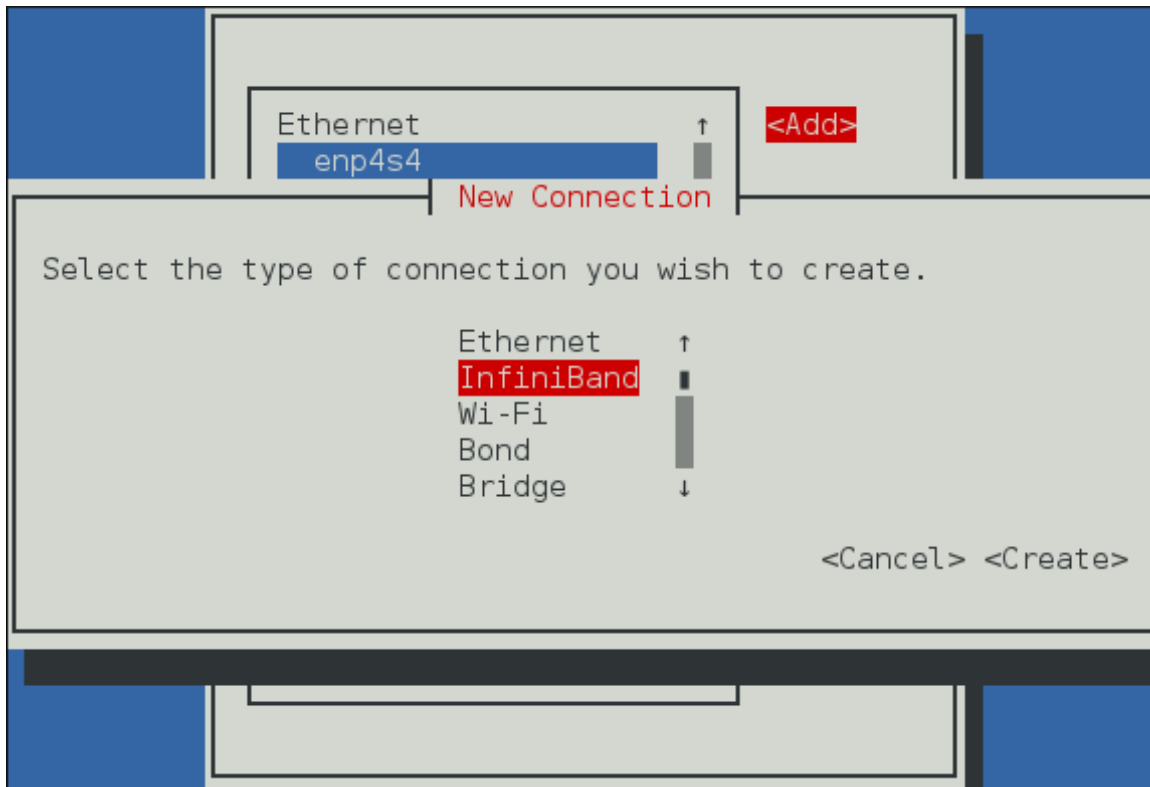 Ethernet ↑ <Add>
enp4s4
New Connection
Select the type of connection you wish to create.
Ethernet ↑
InfiniBand
Wi-Fi
Bond
Bridge ↓
<Cancel> <Create>